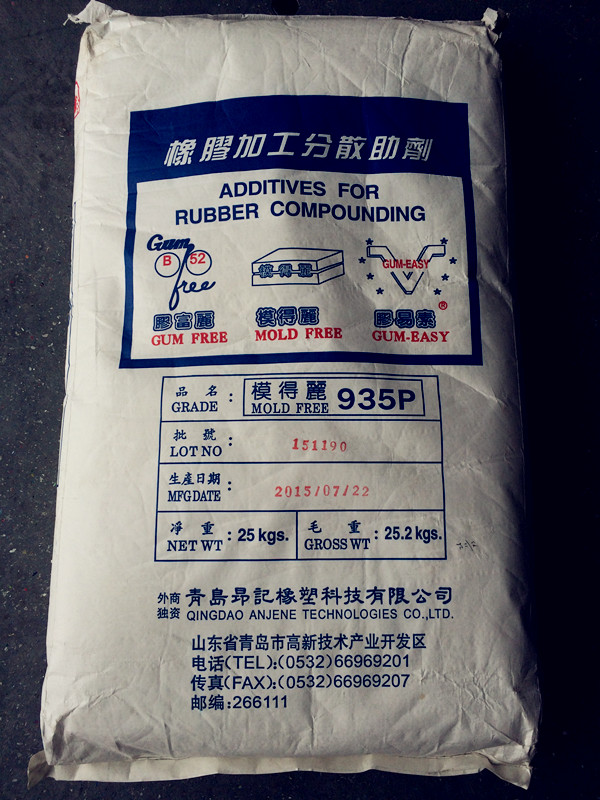 橡膠加工分散助劑
ADDITIVES FOR
RUBBER COMPOUNDING
Gum
B 52
free
模得麗
GUM-EASY
膠富麗 模得麗 膠易素®
GUM FREE MOLD FREE GUM-EASY
品名 : 模得麗 935P
GRADE MOLD FREE
批號 :
LOT NO 151190
生產日期 :
MFGDATE 2015/07/22
淨重 : 25 kgs. 毛重 : 25.2 kgs.
NET WT GROSS WT
外商独资 青島昂記橡塑科技有限公司
QINGDAO ANJENE TECHNOLOGIES CO.,LTD.
山东省青岛市高新技术产业开发区
电话(TEL):(0532)66969201
传真(FAX):(0532)66969207
邮编:266111